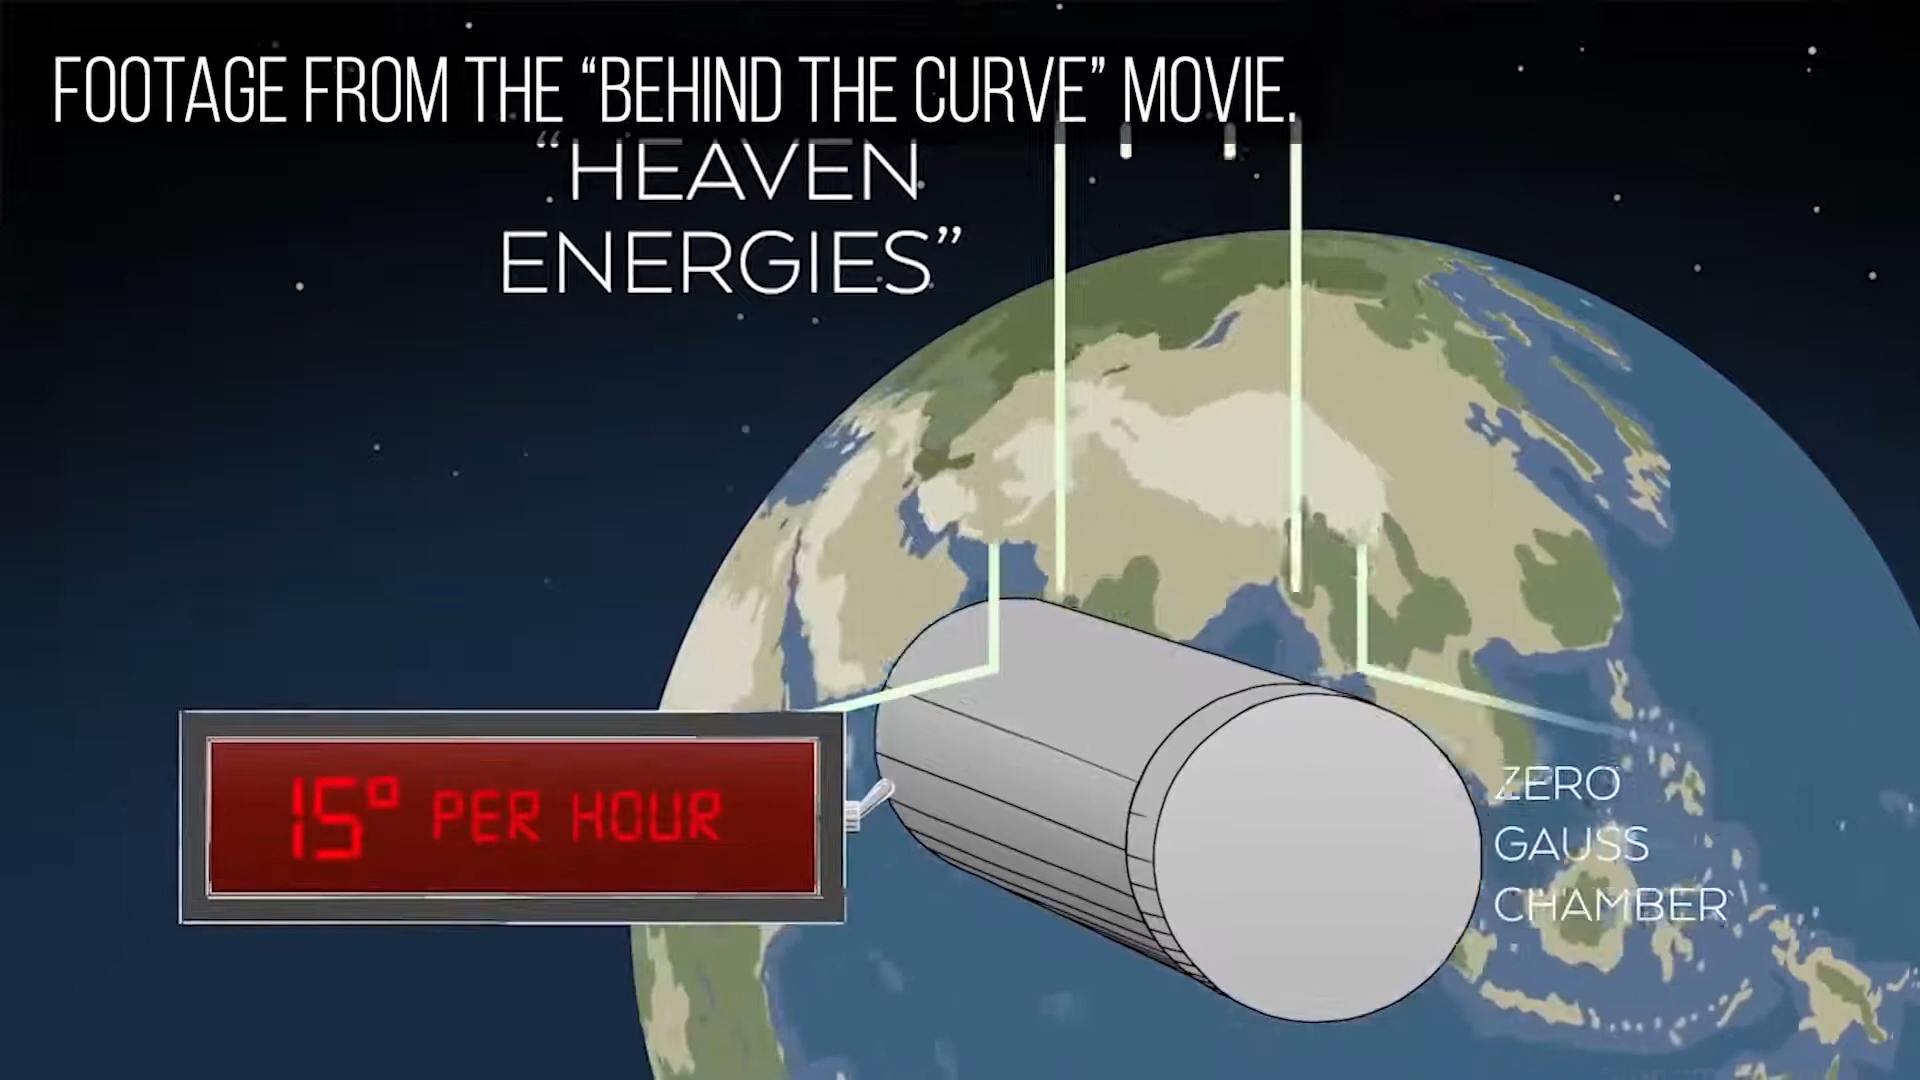 FOOTAGE FROM THE “BEHIND THE CURVE” MOVIE.
“HEAVEN
ENERGIES”
15° PER HOUR
ZERO
GAUSS
CHAMBER